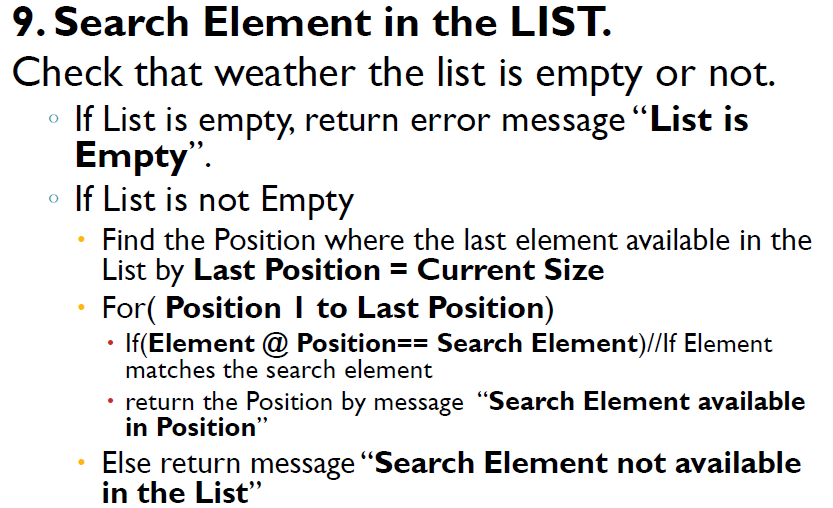 9. Search Element in the LIST.
Check that weather the list is empty or not.
◦ If List is empty, return error message “List is
Empty”.
◦ If List is not Empty
• Find the Position where the last element available in the
List by Last Position = Current Size
• For( Position 1 to Last Position)
• If(Element @ Position== Search Element)//If Element
matches the search element
• return the Position by message “Search Element available
in Position”
• Else return message “Search Element not available
in the List”